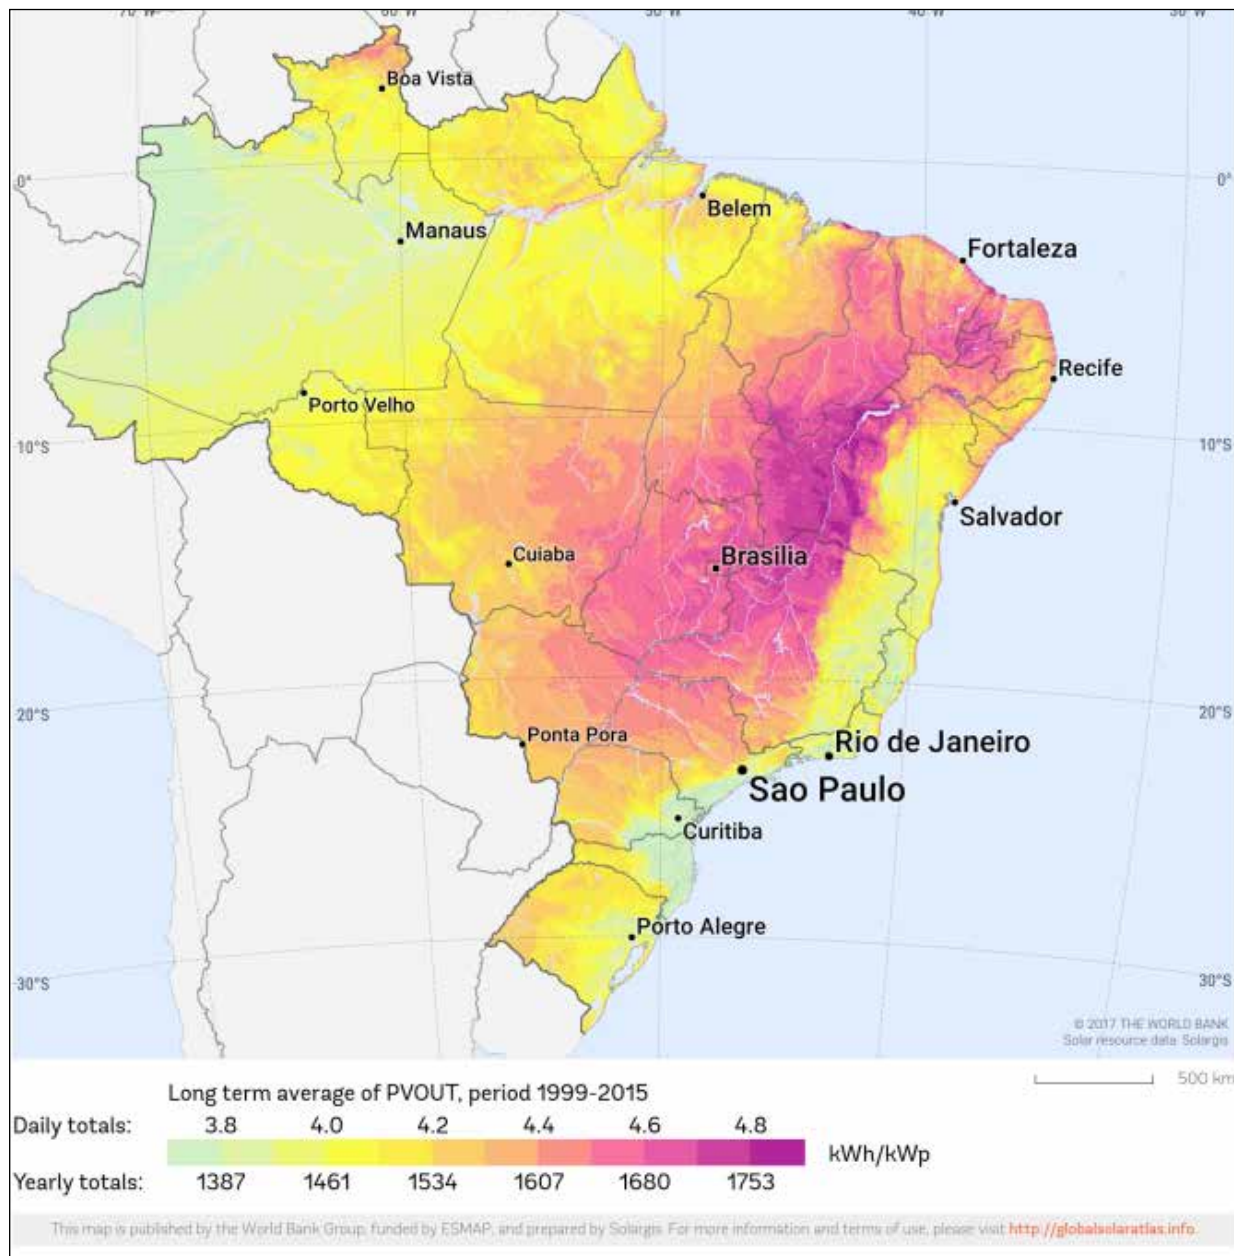 70°W 60°W 50°W 40°W 30°W
Boa Vista
0° 0°
Belem
Manaus
Fortaleza
Recife
Porto Velho
10°S 10°S
Salvador
Cuiaba
Brasilia
20°S 20°S
Ponta Pora
Rio de Janeiro
Sao Paulo
Curitiba
Porto Alegre
30°S 30°S
© 2017 THE WORLD BANK
Solar resource data: Solargis
500 km
Long term average of PVOUT, period 1999-2015
Daily totals: 3.8 4.0 4.2 4.4 4.6 4.8
kWh/kWp
Yearly totals: 1387 1461 1534 1607 1680 1753
This map is published by the World Bank Group, funded by ESMAP, and prepared by Solargis. For more information and terms of use, please visit http://globalsolaratlas.info.